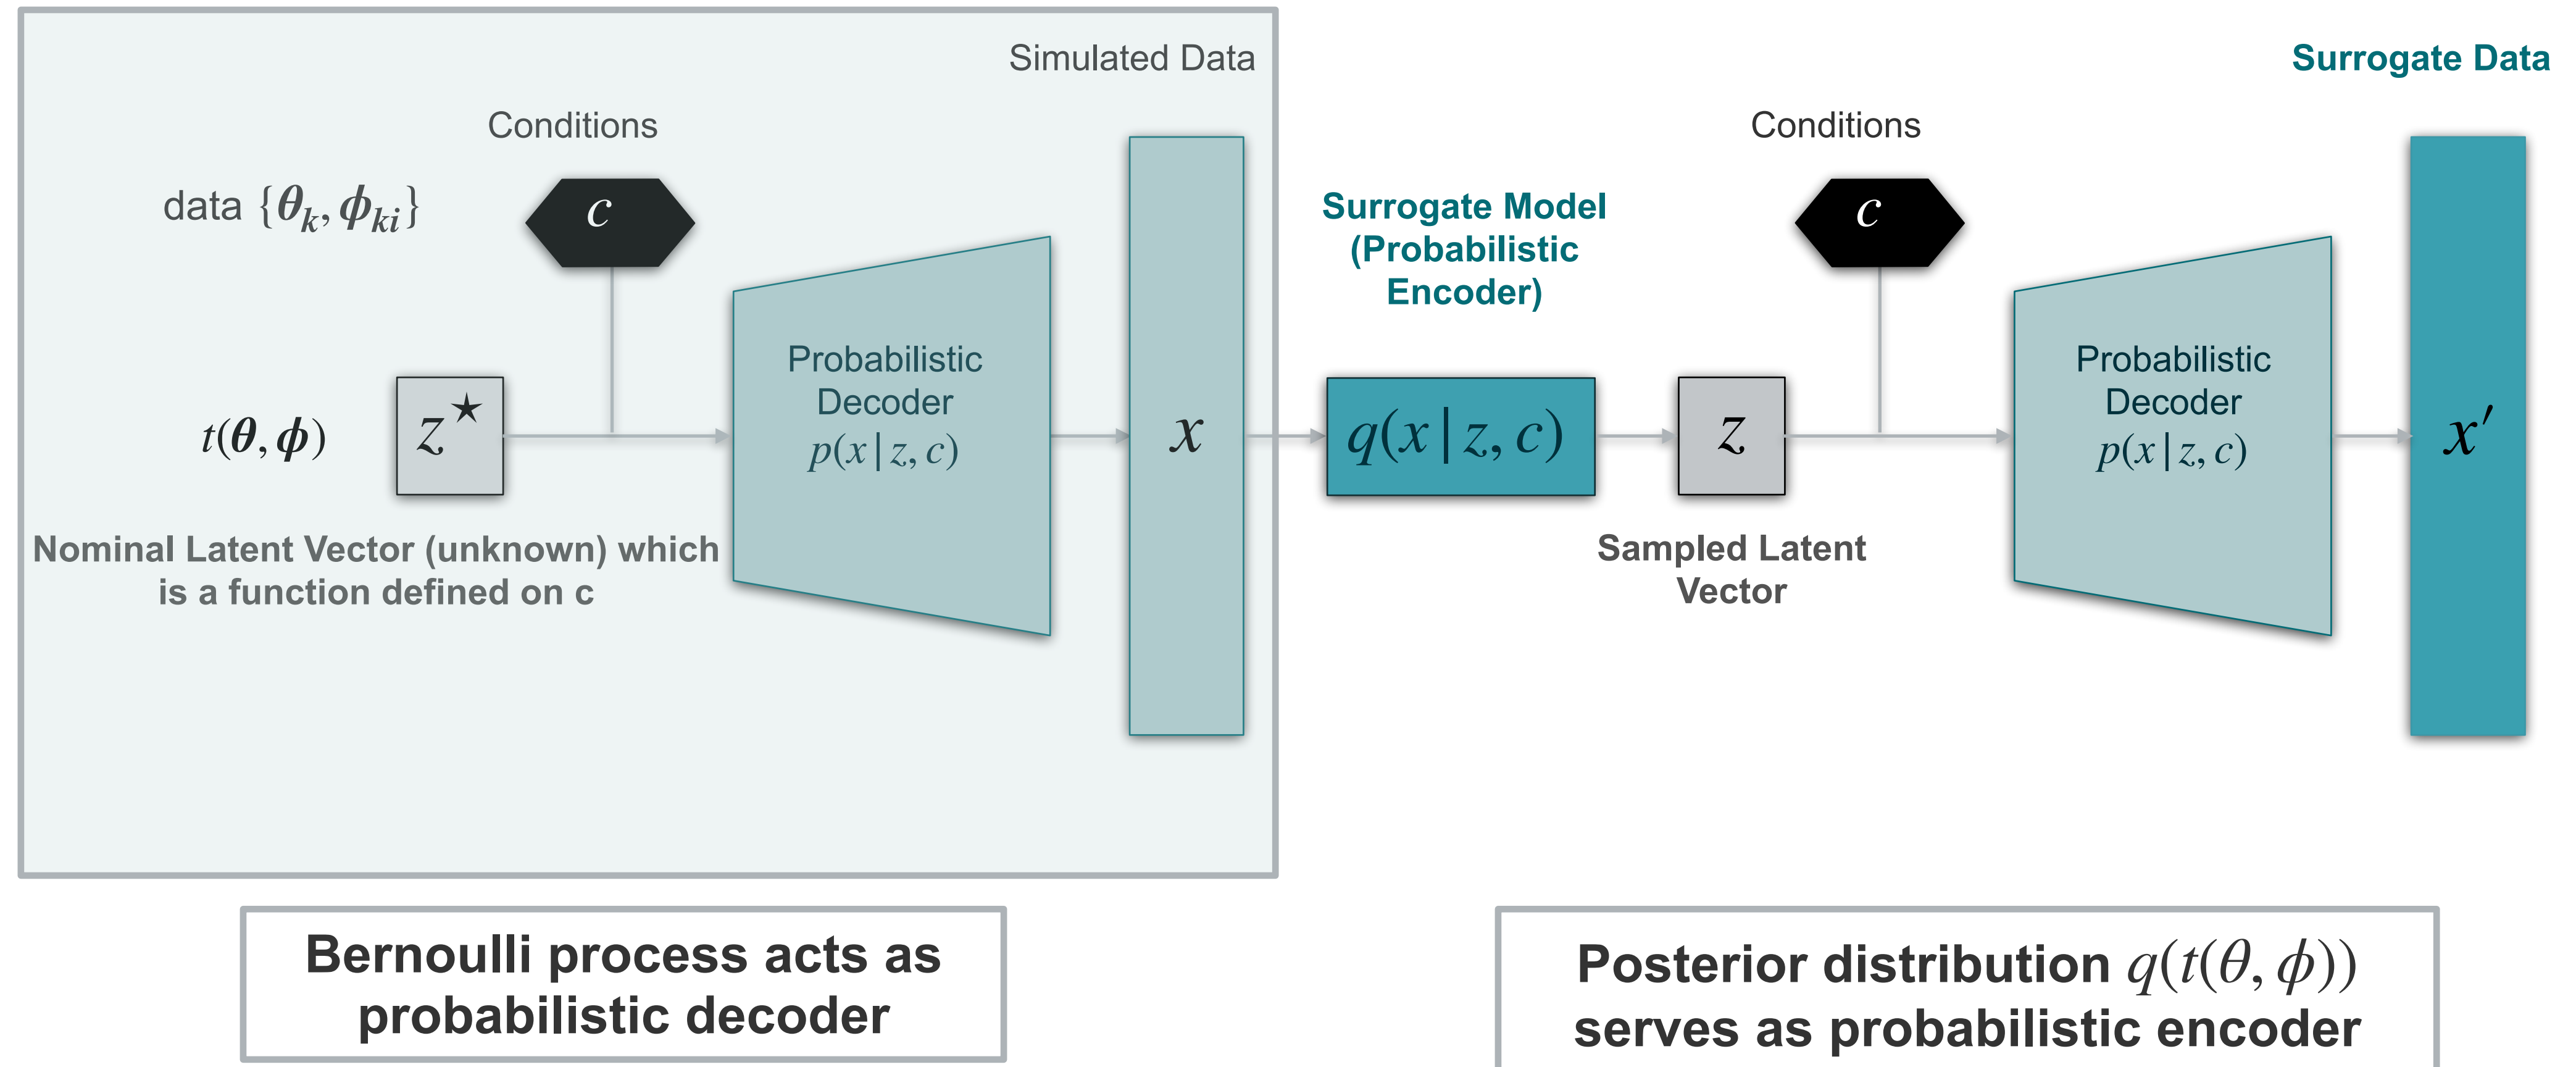 Simulated Data
Conditions
data {θₖ, ϕₖᵢ}
c
t(θ, ϕ)
z★
Probabilistic
Decoder
p(x | z, c)
x
Nominal Latent Vector (unknown) which
is a function defined on c
Surrogate Model
(Probabilistic
Encoder)
q(x | z, c)
Conditions
c
z
Sampled Latent
Vector
Probabilistic
Decoder
p(x | z, c)
Surrogate Data
x′
Bernoulli process acts as
probabilistic decoder
Posterior distribution q(t(θ, ϕ))
serves as probabilistic encoder